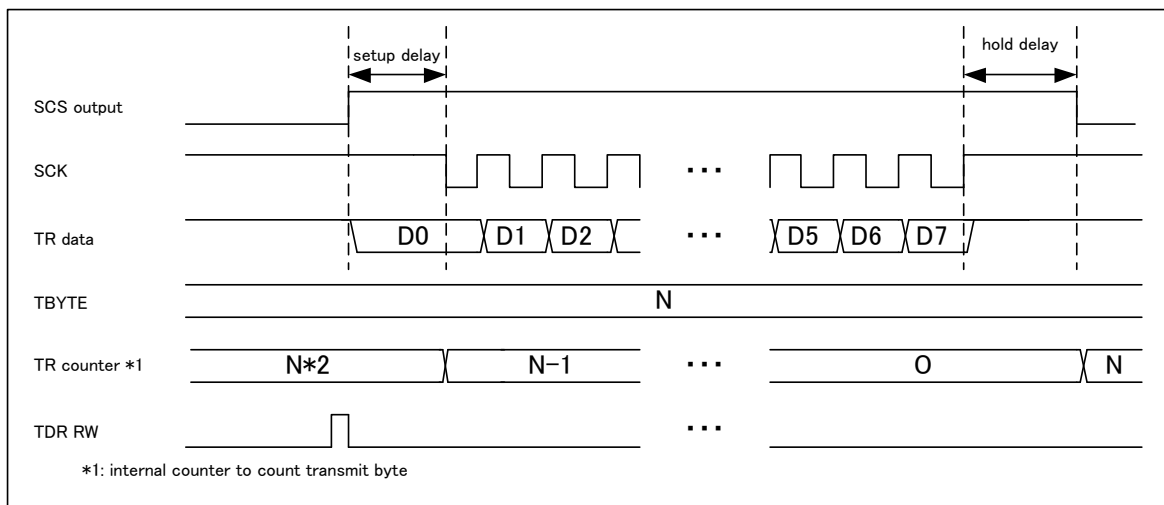 setup delay
hold delay
SCS output
SCK
...
TR data
D0 D1 D2 ... D5 D6 D7
TBYTE
N
TR counter *1
N*2 N-1 ... 0 N
TDR RW
...
*1: internal counter to count transmit byte